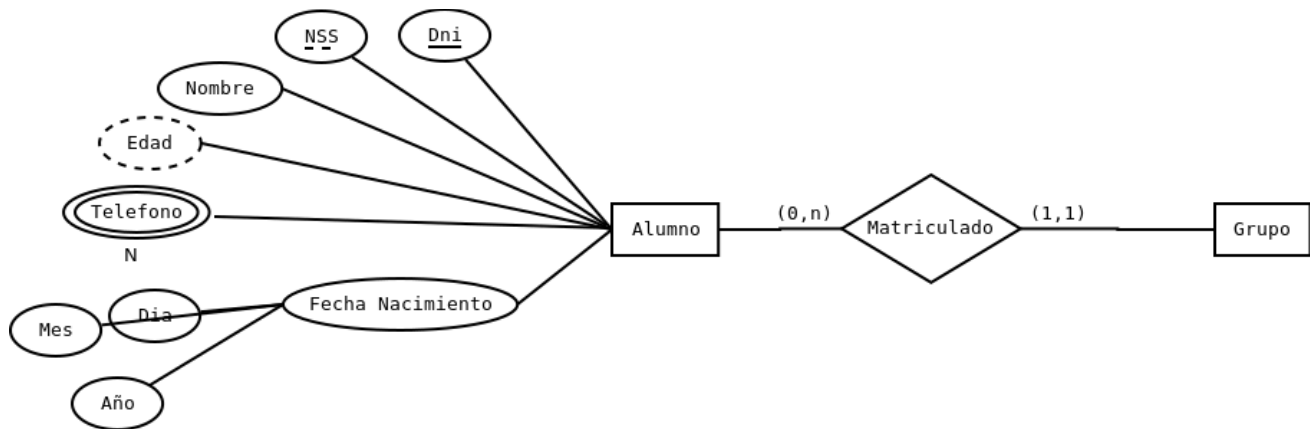 NSS
Dni
Nombre
Edad
Telefono
N
Alumno
(0,n)
Matriculado
(1,1)
Grupo
Fecha Nacimiento
Dia
Mes
Año